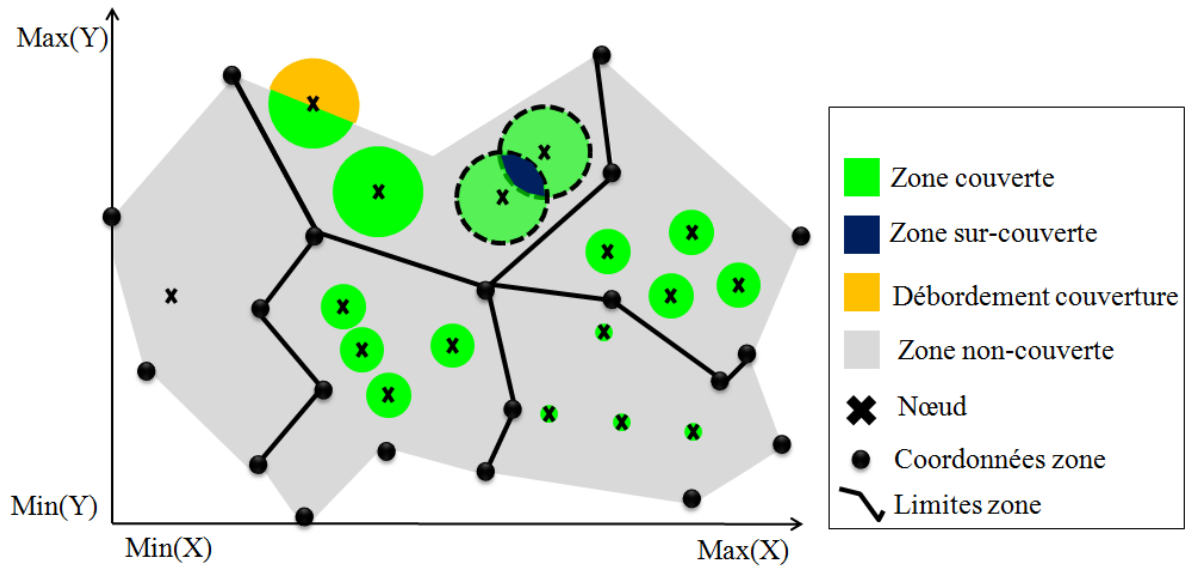 Max(Y)
Min(Y)
Min(X)
Max(X)
Zone couverte
Zone sur-couverte
Débordement couverture
Zone non-couverte
Nœud
Coordonnées zone
Limites zone